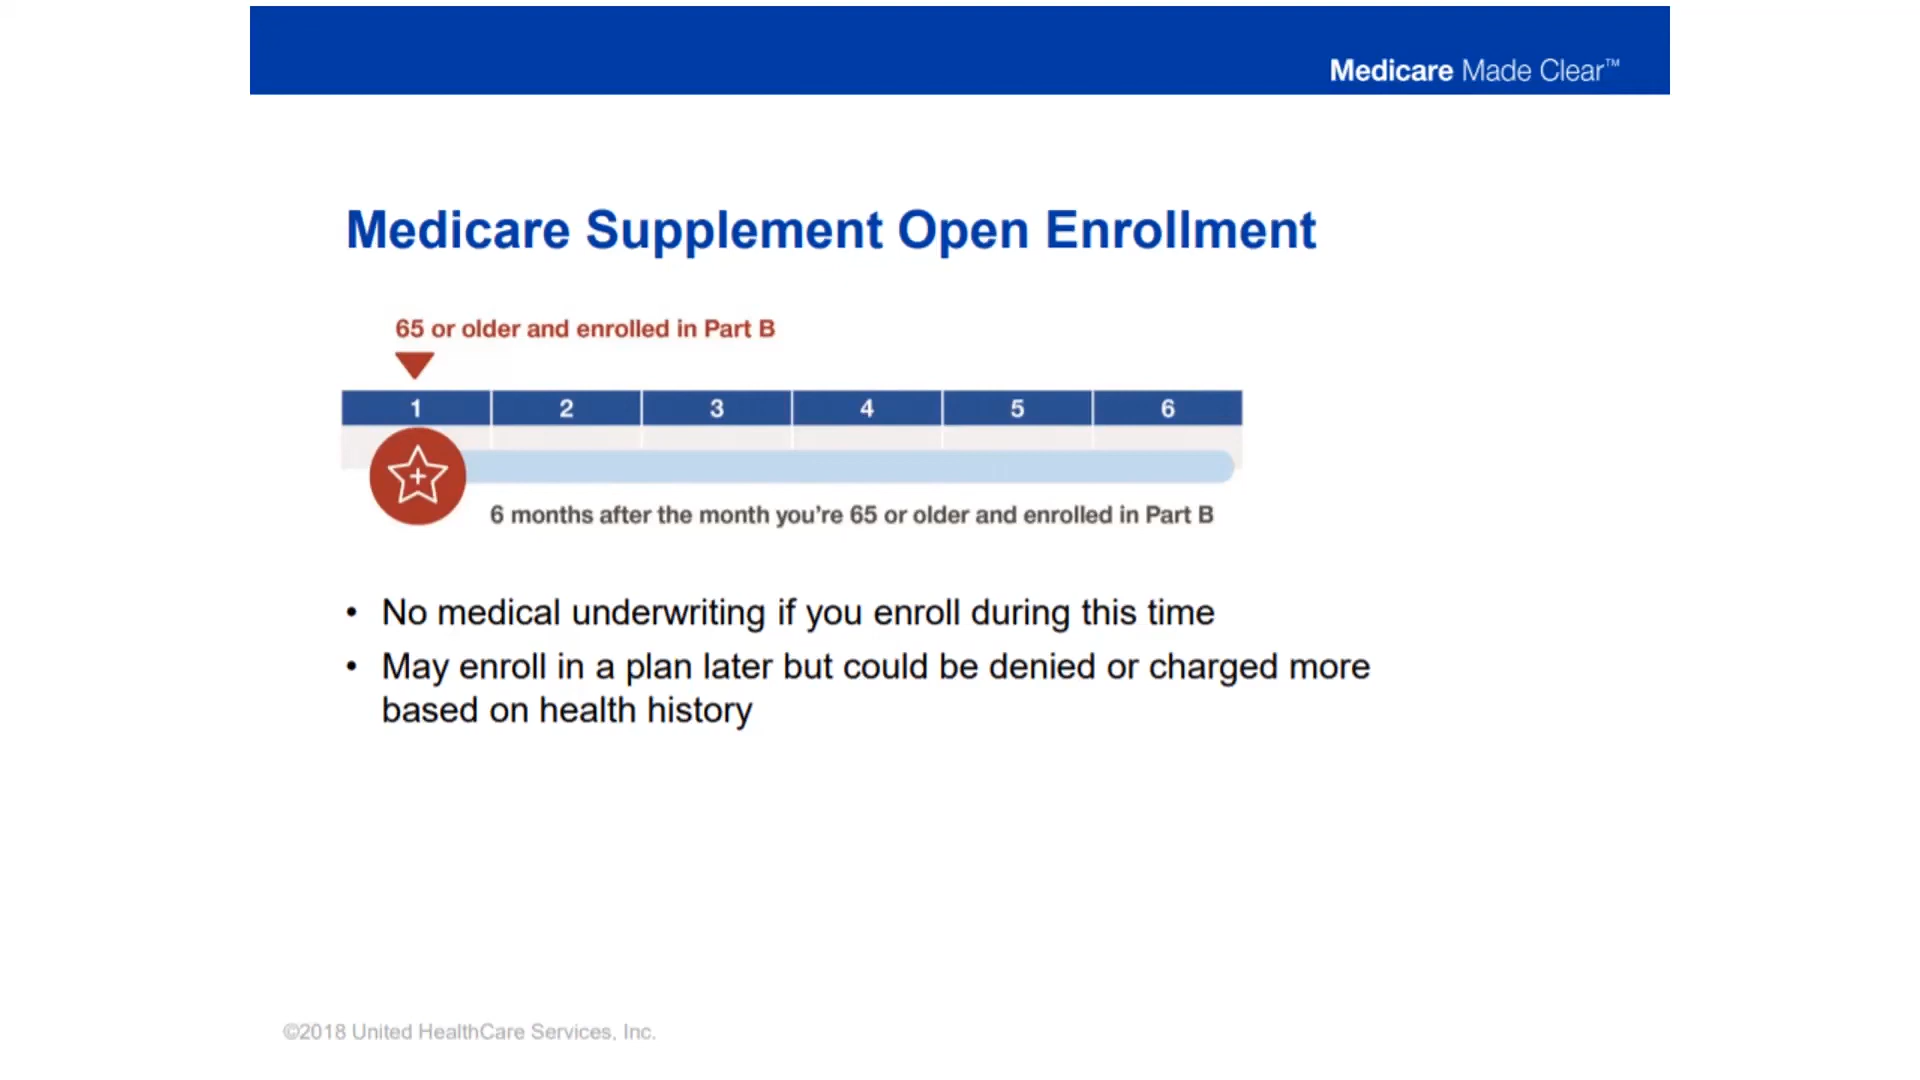 Medicare Made Clear™
Medicare Supplement Open Enrollment
65 or older and enrolled in Part B
1 2 3 4 5 6
6 months after the month you're 65 or older and enrolled in Part B
• No medical underwriting if you enroll during this time
• May enroll in a plan later but could be denied or charged more
based on health history
©2018 United HealthCare Services, Inc.